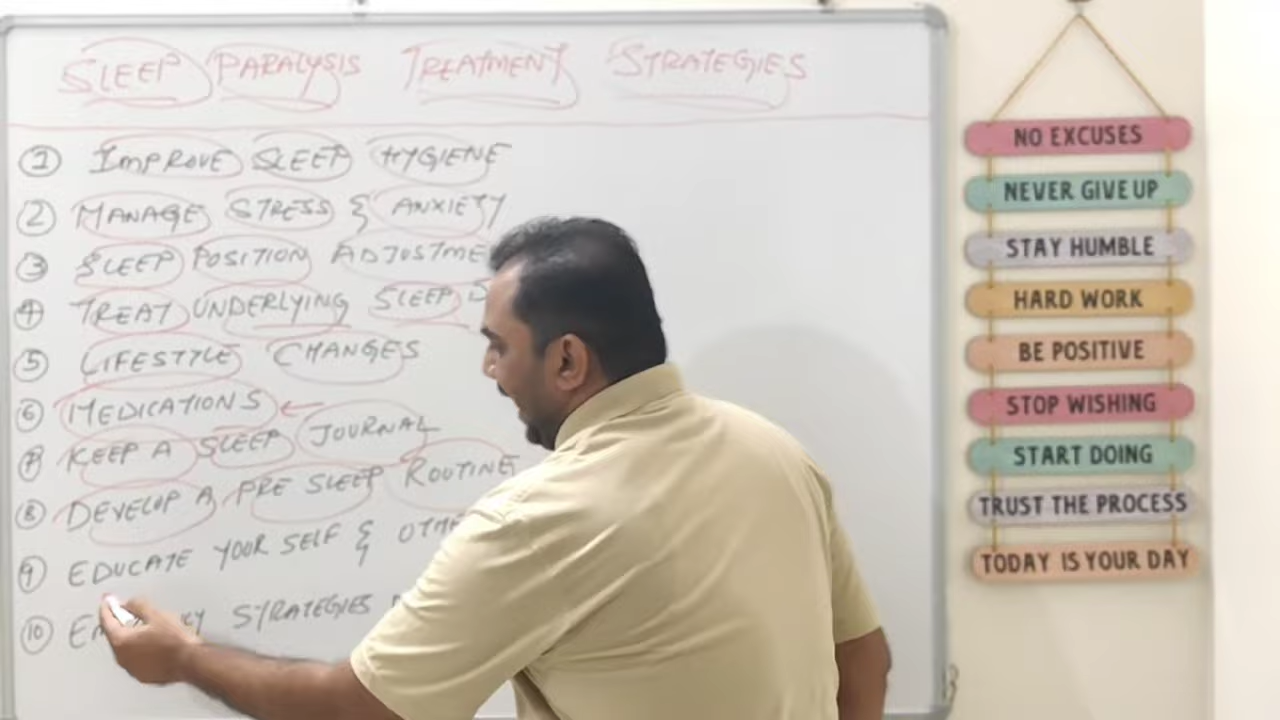 SLEEP PARALYSIS TREATMENT STRATEGIES
1 IMPROVE SLEEP HYGIENE
2 MANAGE STRESS & ANXIETY
3 SLEEP POSITION ADJUSTME
4 TREAT UNDERLYING SLEEP D
5 LIFESTYLE CHANGES
6 MEDICATIONS ←
7 KEEP A SLEEP JOURNAL
8 DEVELOP A PRE SLEEP ROUTINE
9 EDUCATE YOUR SELF & OTHE
10 STRATEGIES
NO EXCUSES
NEVER GIVE UP
STAY HUMBLE
HARD WORK
BE POSITIVE
STOP WISHING
START DOING
TRUST THE PROCESS
TODAY IS YOUR DAY